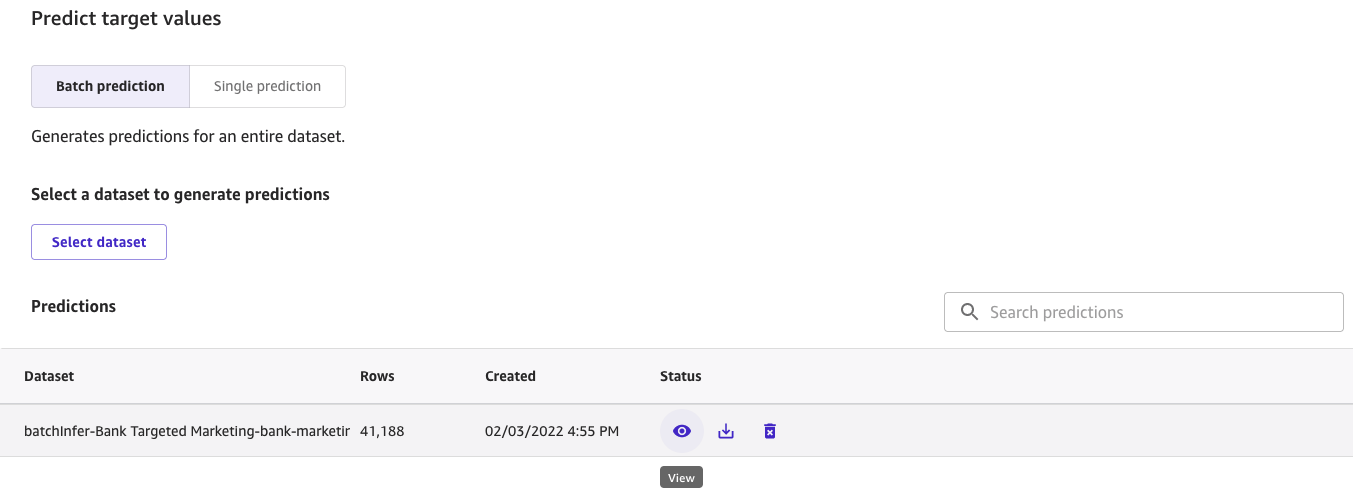 Predict target values
Batch prediction Single prediction
Generates predictions for an entire dataset.
Select a dataset to generate predictions
Select dataset
Predictions
Search predictions
Dataset Rows Created Status
batchInfer-Bank Targeted Marketing-bank-marketir 41,188 02/03/2022 4:55 PM
View